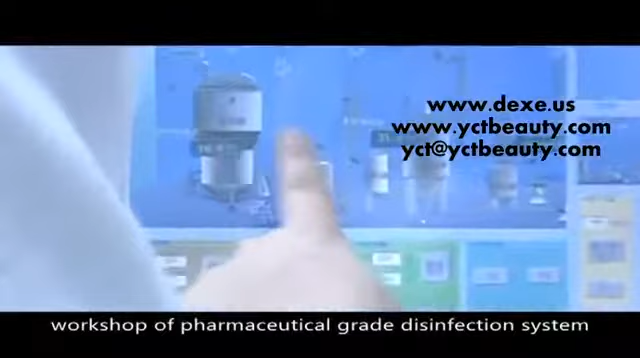 www.dexe.us
www.yctbeauty.com
yct@yctbeauty.com
workshop of pharmaceutical grade disinfection system